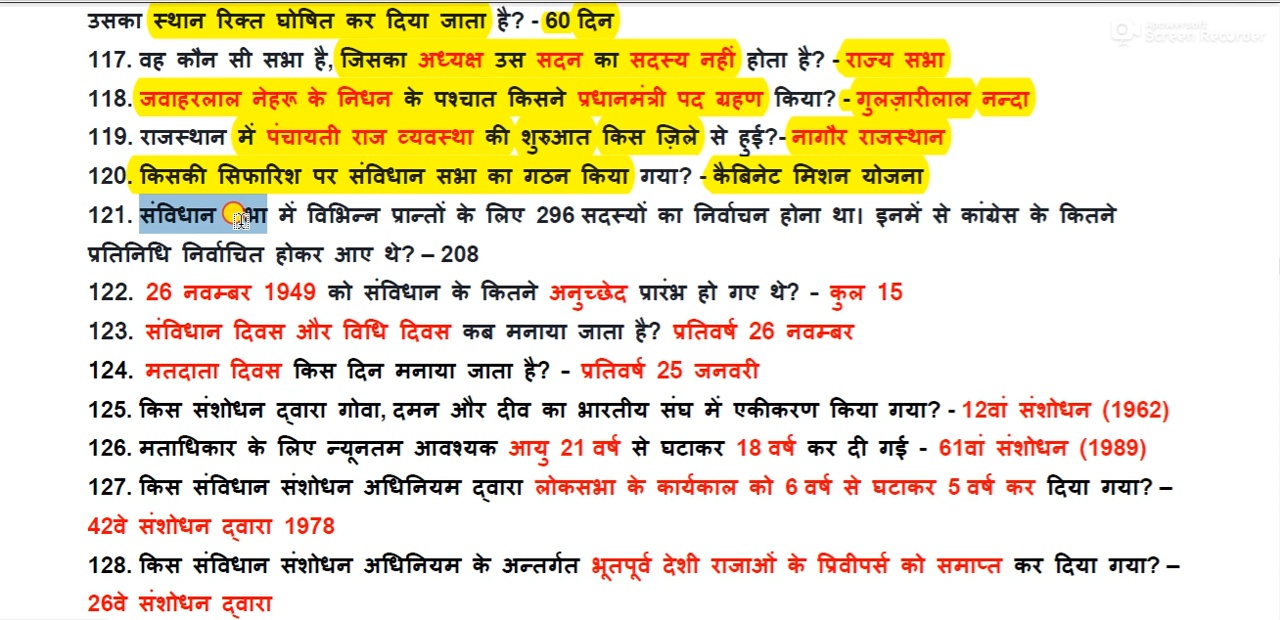 उसका स्थान रिक्त घोषित कर दिया जाता है? - 60 दिन
Apowersoft
Screen Recorder
117. वह कौन सी सभा है, जिसका अध्यक्ष उस सदन का सदस्य नहीं होता है? - राज्य सभा
118. जवाहरलाल नेहरू के निधन के पश्चात किसने प्रधानमंत्री पद ग्रहण किया? - गुलज़ारीलाल नन्दा
119. राजस्थान में पंचायती राज व्यवस्था की शुरुआत किस ज़िले से हुई?- नागौर राजस्थान
120. किसकी सिफारिश पर संविधान सभा का गठन किया गया? - कैबिनेट मिशन योजना
121. संविधान सभा में विभिन्न प्रान्तों के लिए 296 सदस्यों का निर्वाचन होना था। इनमें से कांग्रेस के कितने
प्रतिनिधि निर्वाचित होकर आए थे? – 208
122. 26 नवम्बर 1949 को संविधान के कितने अनुच्छेद प्रारंभ हो गए थे? - कुल 15
123. संविधान दिवस और विधि दिवस कब मनाया जाता है? प्रतिवर्ष 26 नवम्बर
124. मतदाता दिवस किस दिन मनाया जाता है? - प्रतिवर्ष 25 जनवरी
125. किस संशोधन द्वारा गोवा, दमन और दीव का भारतीय संघ में एकीकरण किया गया? - 12वां संशोधन (1962)
126. मताधिकार के लिए न्यूनतम आवश्यक आयु 21 वर्ष से घटाकर 18 वर्ष कर दी गई - 61वां संशोधन (1989)
127. किस संविधान संशोधन अधिनियम द्वारा लोकसभा के कार्यकाल को 6 वर्ष से घटाकर 5 वर्ष कर दिया गया? –
42वे संशोधन द्वारा 1978
128. किस संविधान संशोधन अधिनियम के अन्तर्गत भूतपूर्व देशी राजाओं के प्रिवीपर्स को समाप्त कर दिया गया? –
26वे संशोधन द्वारा